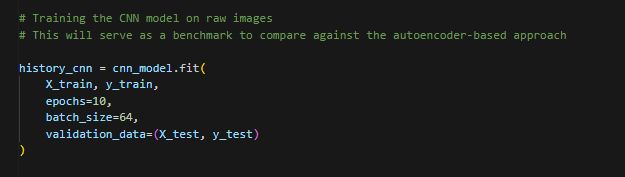 # Training the CNN model on raw images
# This will serve as a benchmark to compare against the autoencoder-based approach
history_cnn = cnn_model.fit(
    X_train, y_train,
    epochs=10,
    batch_size=64,
    validation_data=(X_test, y_test)
)